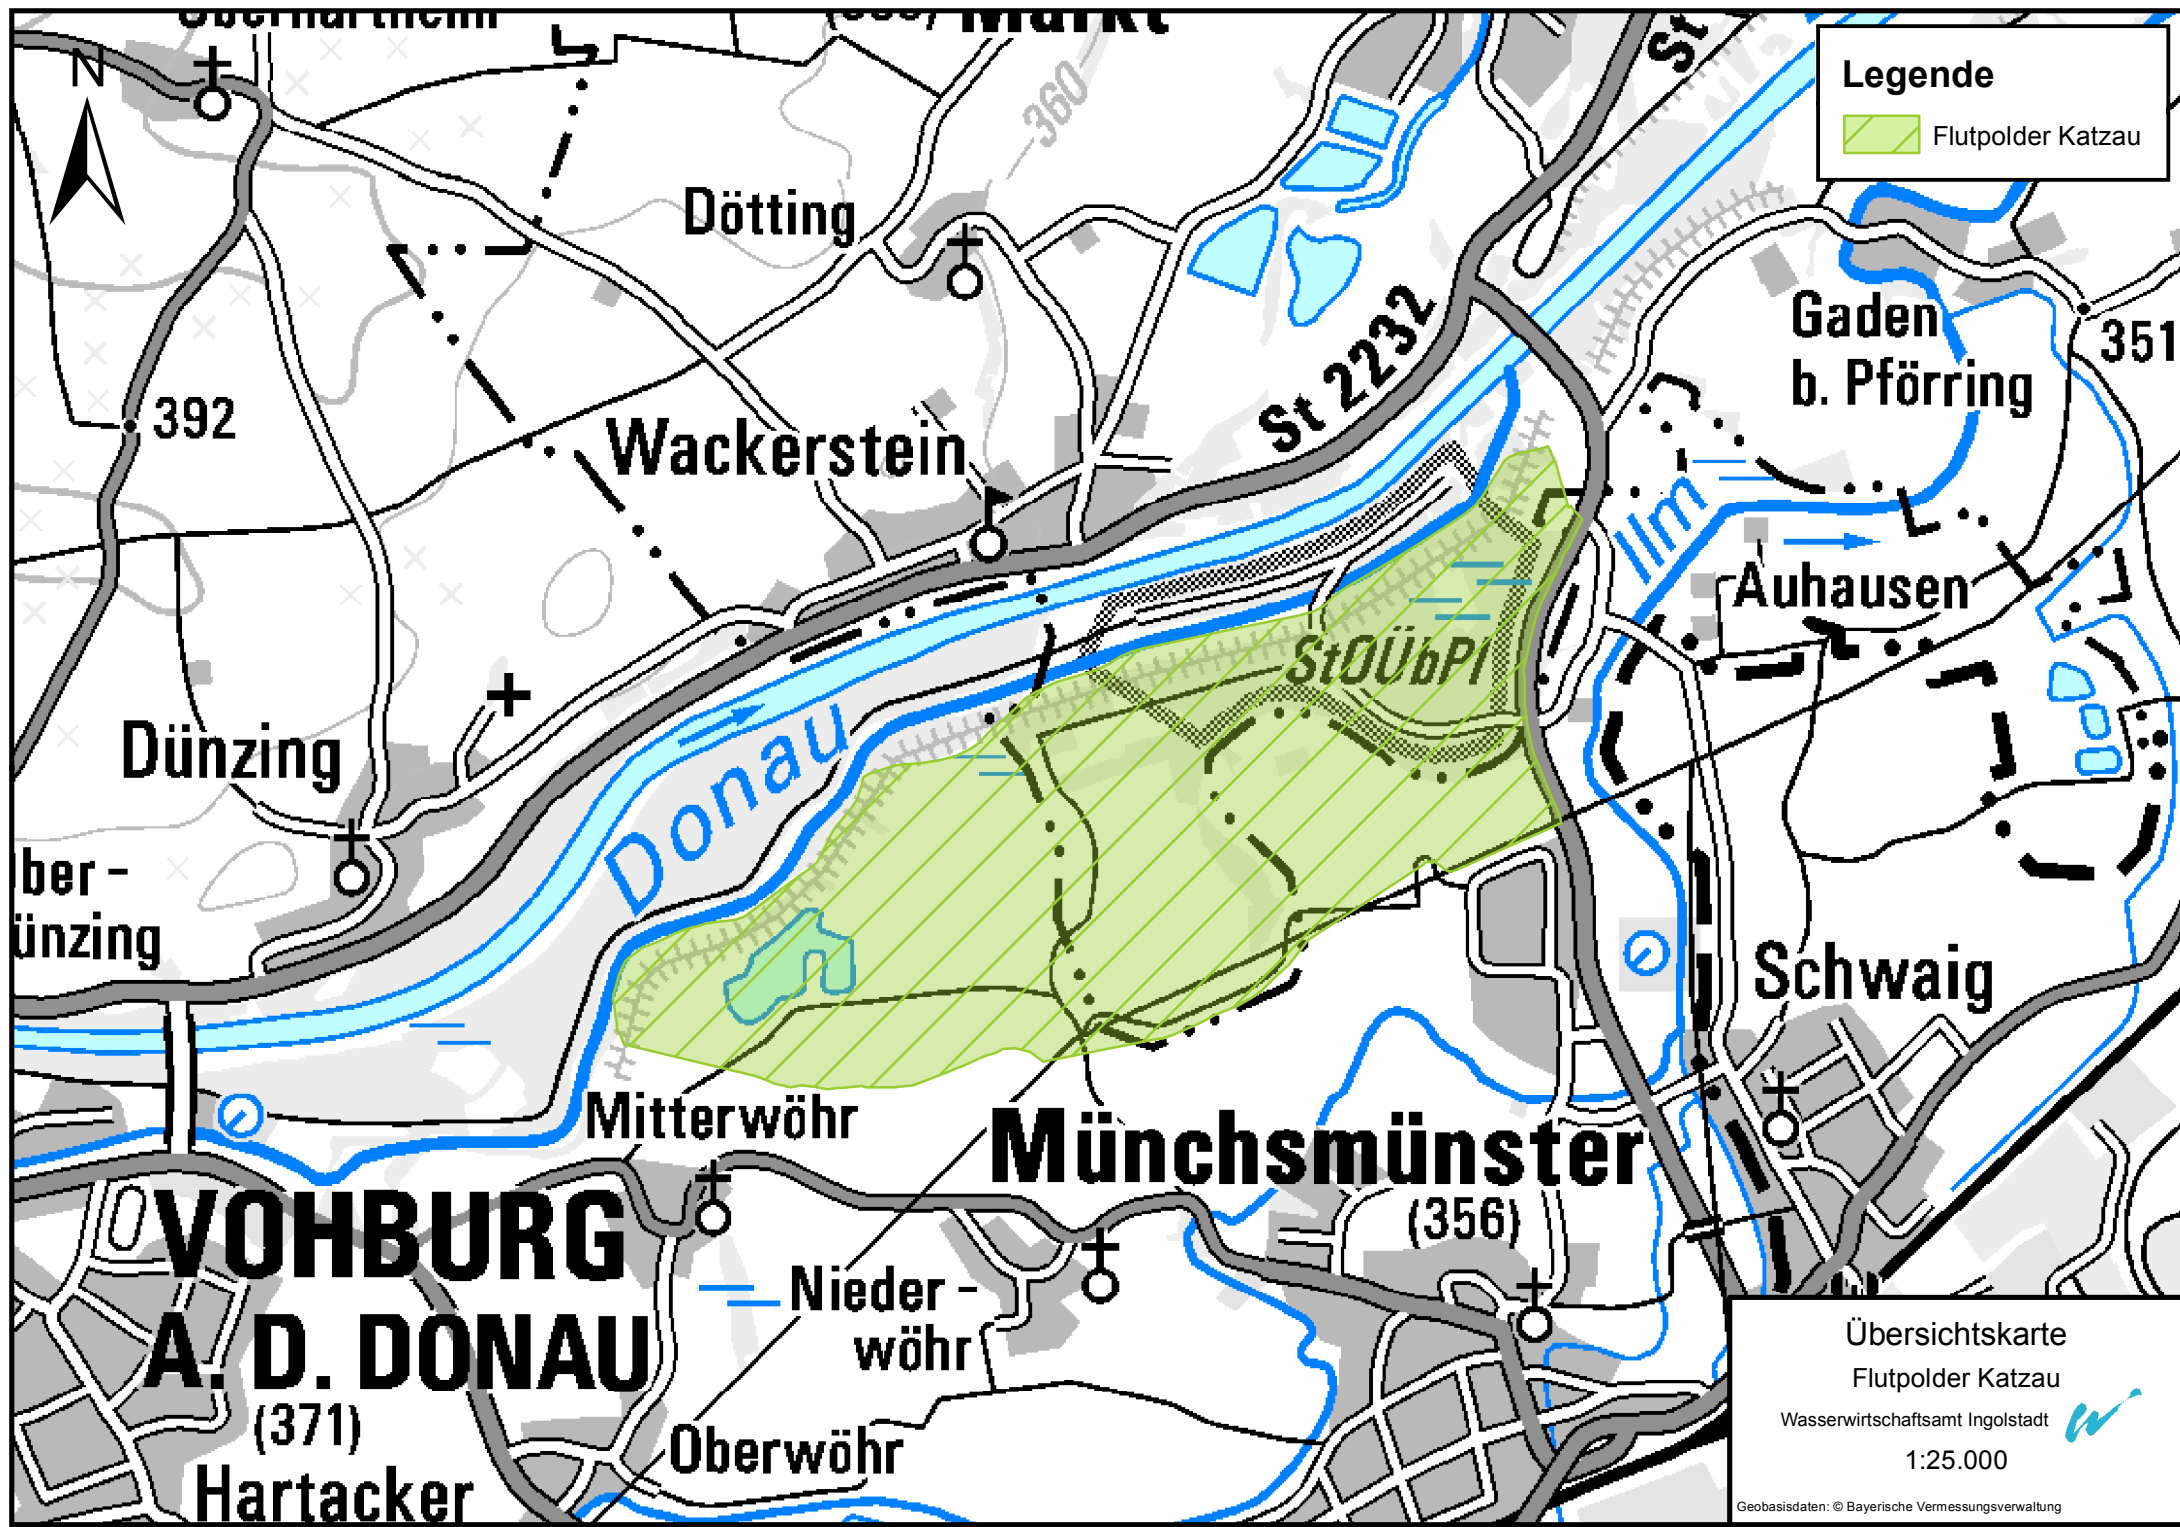 Markt
N
Legende
Flutpolder Katzau
360
Dötting
St
St 2232
Gaden
b. Pförring
351
392
Wackerstein
Ilm
Auhausen
StOÜbPl
Dünzing
Donau
ber -
ünzing
Schwaig
Mitterwöhr
Münchsmünster
(356)
VOHBURG
A. D. DONAU
(371)
Nieder -
wöhr
Oberwöhr
Hartacker
Übersichtskarte
Flutpolder Katzau
Wasserwirtschaftsamt Ingolstadt
1:25.000
Geobasisdaten: © Bayerische Vermessungsverwaltung